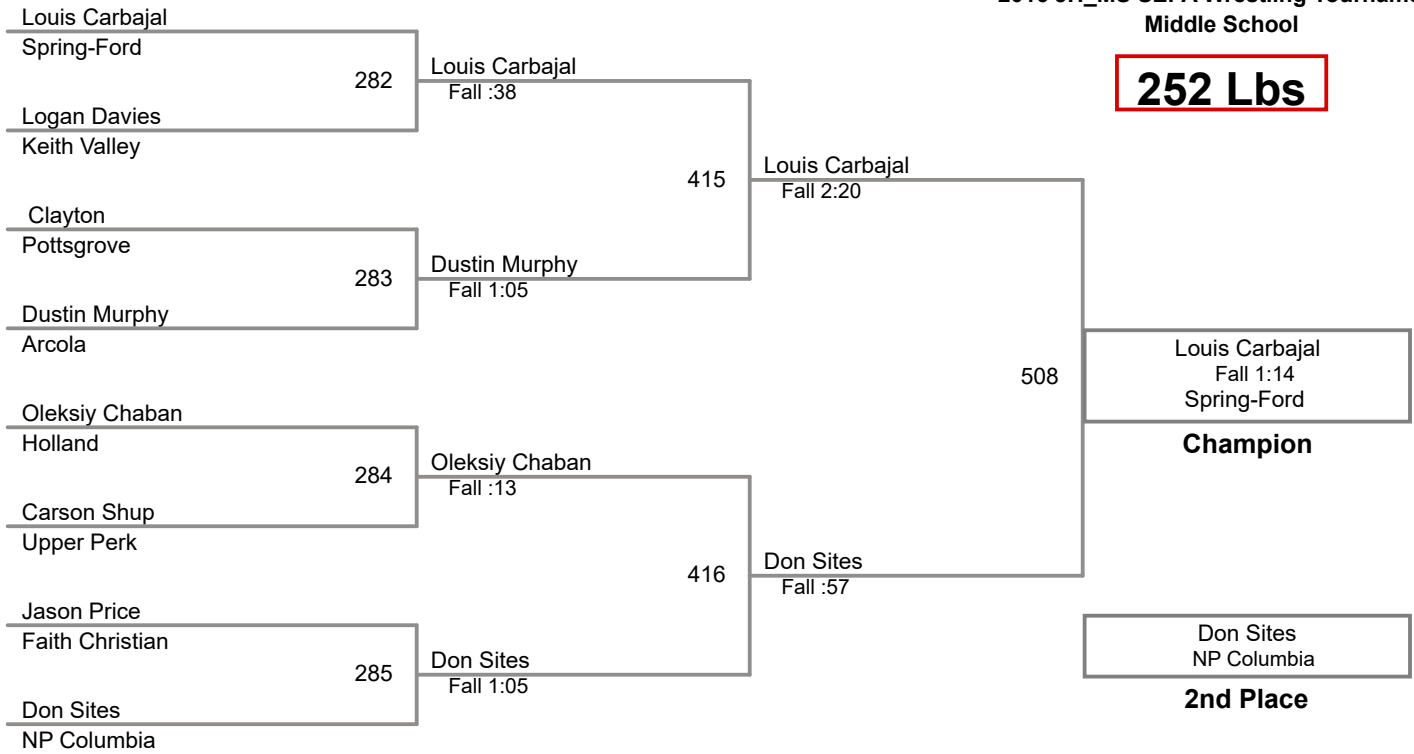 Middle School
252 Lbs
Louis Carbajal
Spring-Ford
282
Logan Davies
Keith Valley
Clayton
Pottsgrove
283
Dustin Murphy
Arcola
Oleksiy Chaban
Holland
284
Carson Shup
Upper Perk
Jason Price
Faith Christian
285
Don Sites
NP Columbia
Louis Carbajal
Fall :38
415
Dustin Murphy
Fall 1:05
Oleksiy Chaban
Fall :13
416
Don Sites
Fall 1:05
Louis Carbajal
Fall 2:20
508
Don Sites
Fall :57
Louis Carbajal
Fall 1:14
Spring-Ford
Champion
Don Sites
NP Columbia
2nd Place